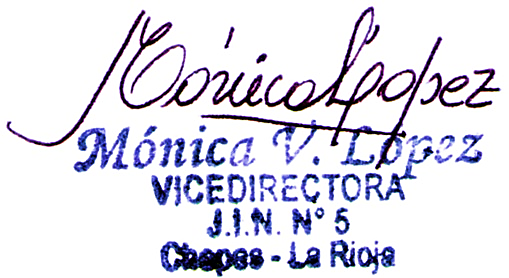 Mónica López
Mónica V. López
VICEDIRECTORA
J.I.N. N° 5
Chepes - La Rioja